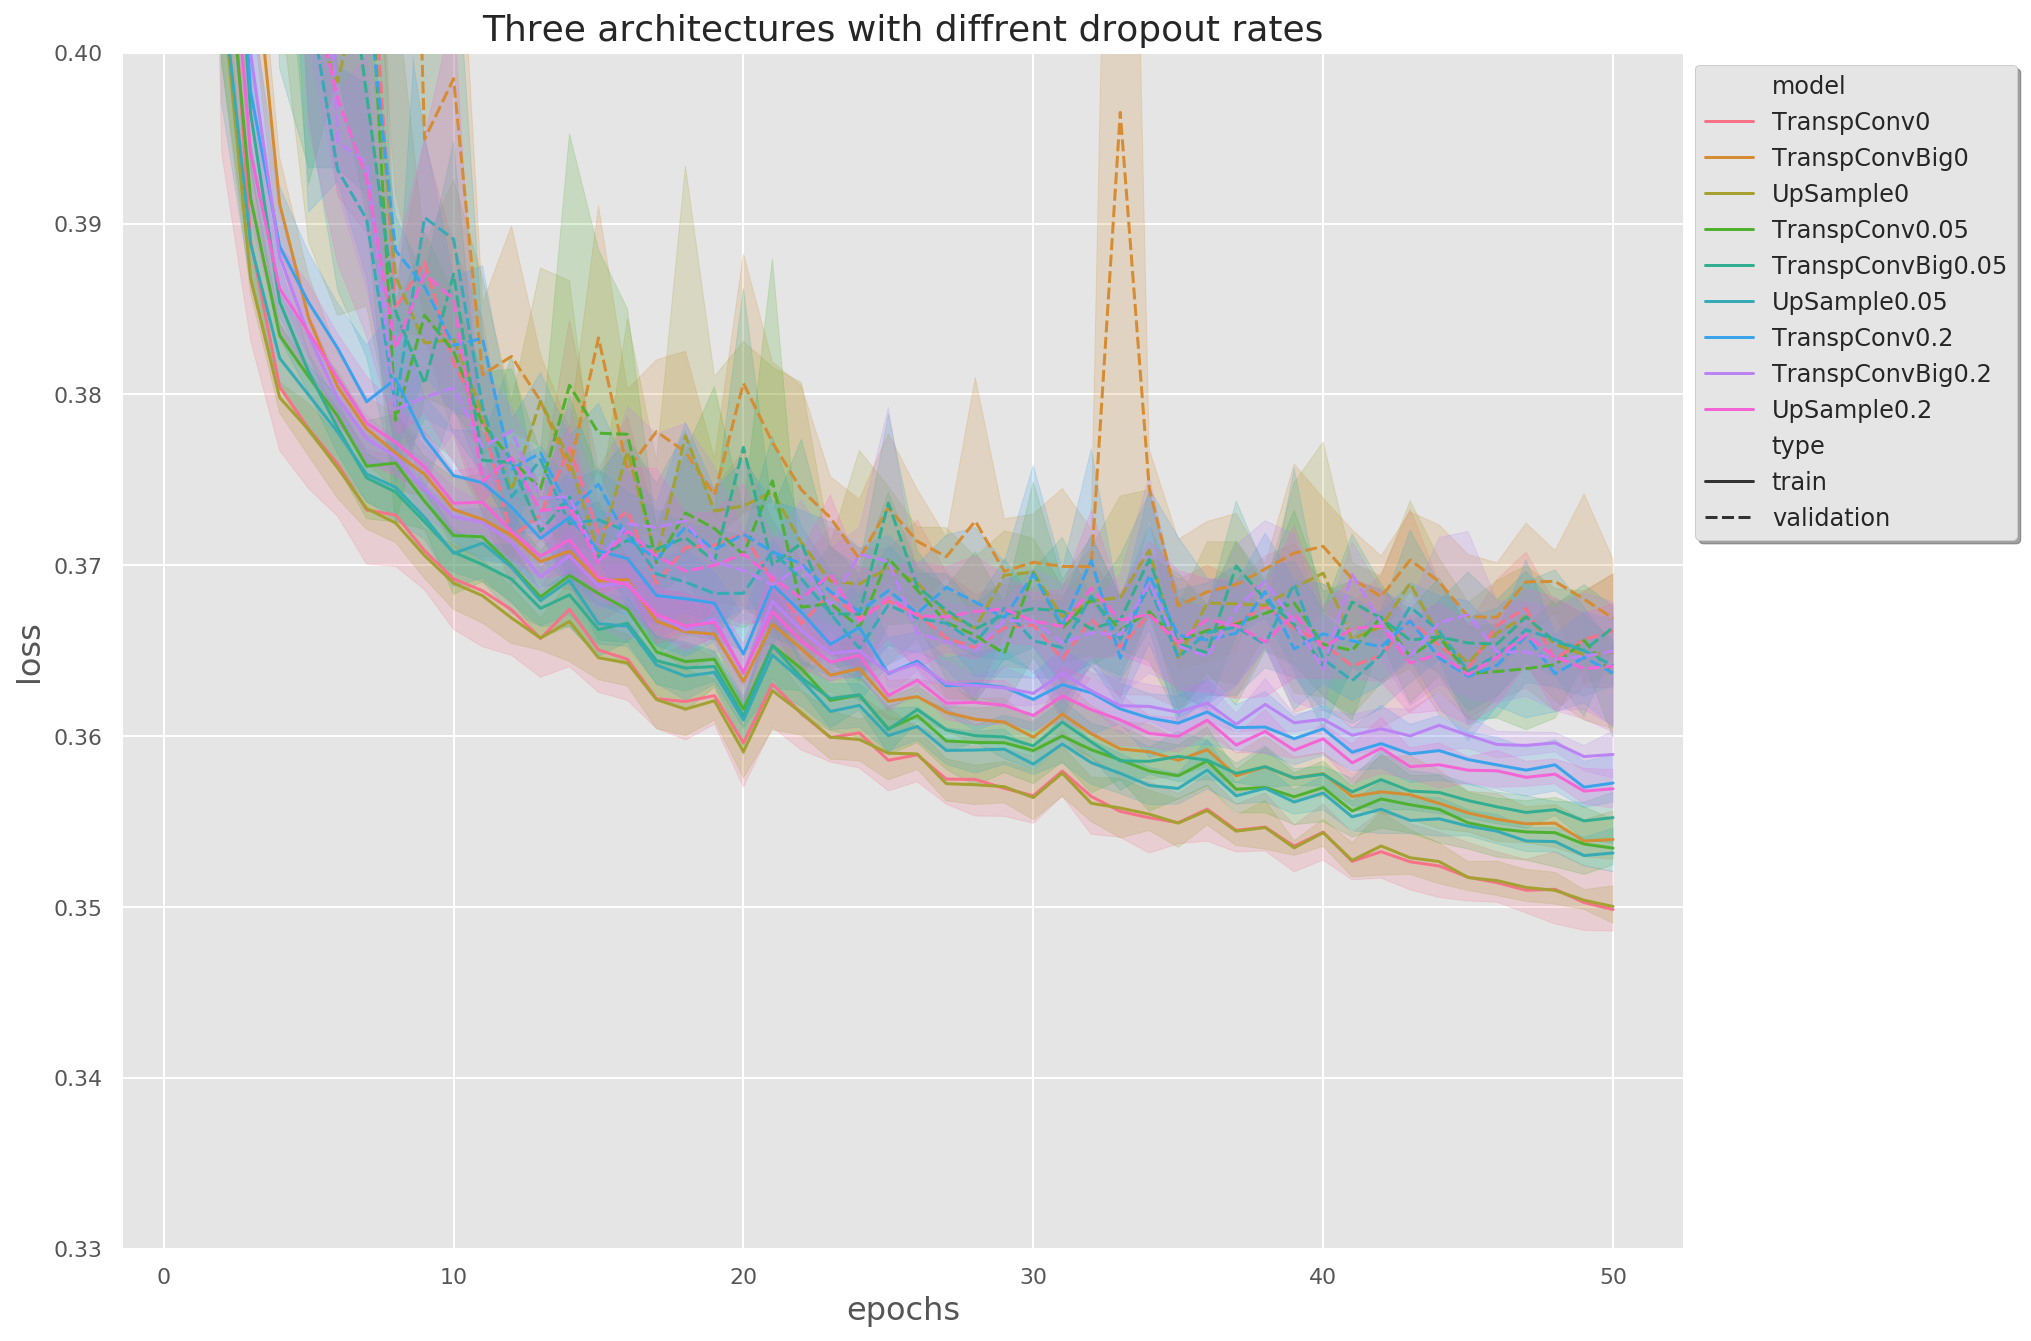 Three architectures with diffrent dropout rates
0.40
0.39
0.38
0.37
0.36
0.35
0.34
0.33
loss
0
10
20
30
40
50
epochs
model
TranspConv0
TranspConvBig0
UpSample0
TranspConv0.05
TranspConvBig0.05
UpSample0.05
TranspConv0.2
TranspConvBig0.2
UpSample0.2
type
train
validation